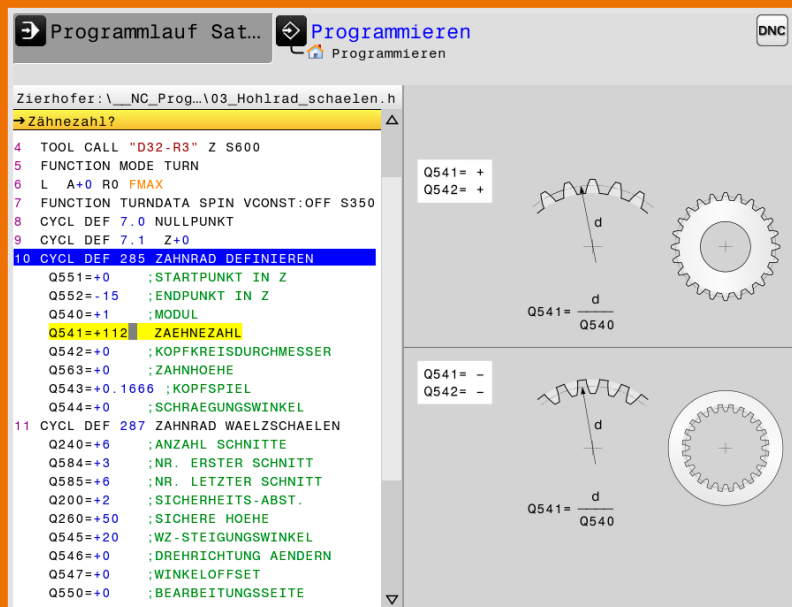 Programmlauf Sat…
Programmieren
Programmieren
DNC
Zierhofer:\__NC_Prog…\03_Hohlrad_schaelen.h
→Zähnezahl?
4 TOOL CALL "D32-R3" Z S600
5 FUNCTION MODE TURN
6 L A+0 R0 FMAX
7 FUNCTION TURNDATA SPIN VCONST:OFF S350
8 CYCL DEF 7.0 NULLPUNKT
9 CYCL DEF 7.1 Z+0
10 CYCL DEF 285 ZAHNRAD DEFINIEREN
Q551=+0 ;STARTPUNKT IN Z
Q552=-15 ;ENDPUNKT IN Z
Q540=+1 ;MODUL
Q541=+112 ZAEHNEZAHL
Q542=+0 ;KOPFKREISDURCHMESSER
Q563=+0 ;ZAHNHOEHE
Q543=+0.1666 ;KOPFSPIEL
Q544=+0 ;SCHRAEGUNGSWINKEL
11 CYCL DEF 287 ZAHNRAD WAELZSCHAELEN
Q240=+6 ;ANZAHL SCHNITTE
Q584=+3 ;NR. ERSTER SCHNITT
Q585=+6 ;NR. LETZTER SCHNITT
Q200=+2 ;SICHERHEITS-ABST.
Q260=+50 ;SICHERE HOEHE
Q545=+20 ;WZ-STEIGUNGSWINKEL
Q546=+0 ;DREHRICHTUNG AENDERN
Q547=+0 ;WINKELOFFSET
Q550=+0 ;BEARBEITUNGSSEITE
Q541= +
Q542= +
d
d
Q541=
Q540
Q541= -
Q542= -
d
d
Q541=
Q540